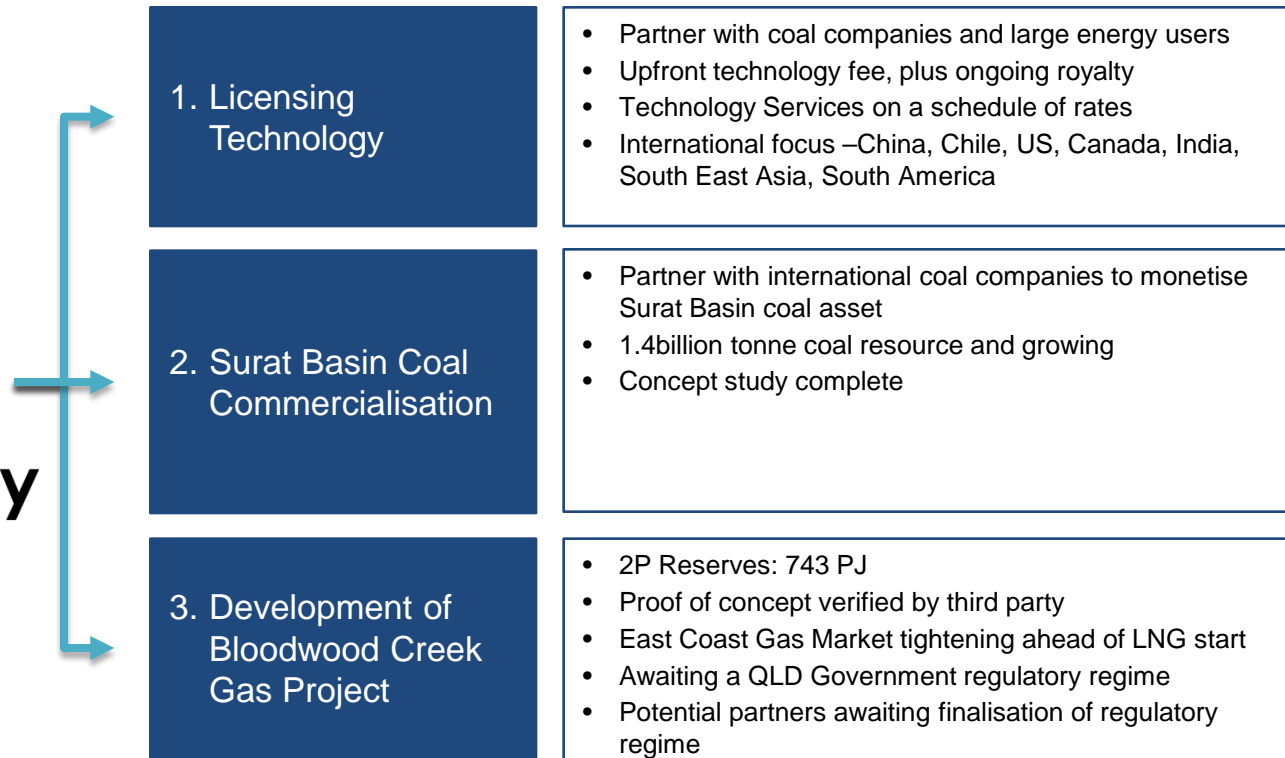 1. Licensing
Technology
• Partner with coal companies and large energy users
• Upfront technology fee, plus ongoing royalty
• Technology Services on a schedule of rates
• International focus –China, Chile, US, Canada, India,
South East Asia, South America
2. Surat Basin Coal
Commercialisation
• Partner with international coal companies to monetise
Surat Basin coal asset
• 1.4billion tonne coal resource and growing
• Concept study complete
y
3. Development of
Bloodwood Creek
Gas Project
• 2P Reserves: 743 PJ
• Proof of concept verified by third party
• East Coast Gas Market tightening ahead of LNG start
• Awaiting a QLD Government regulatory regime
• Potential partners awaiting finalisation of regulatory
regime